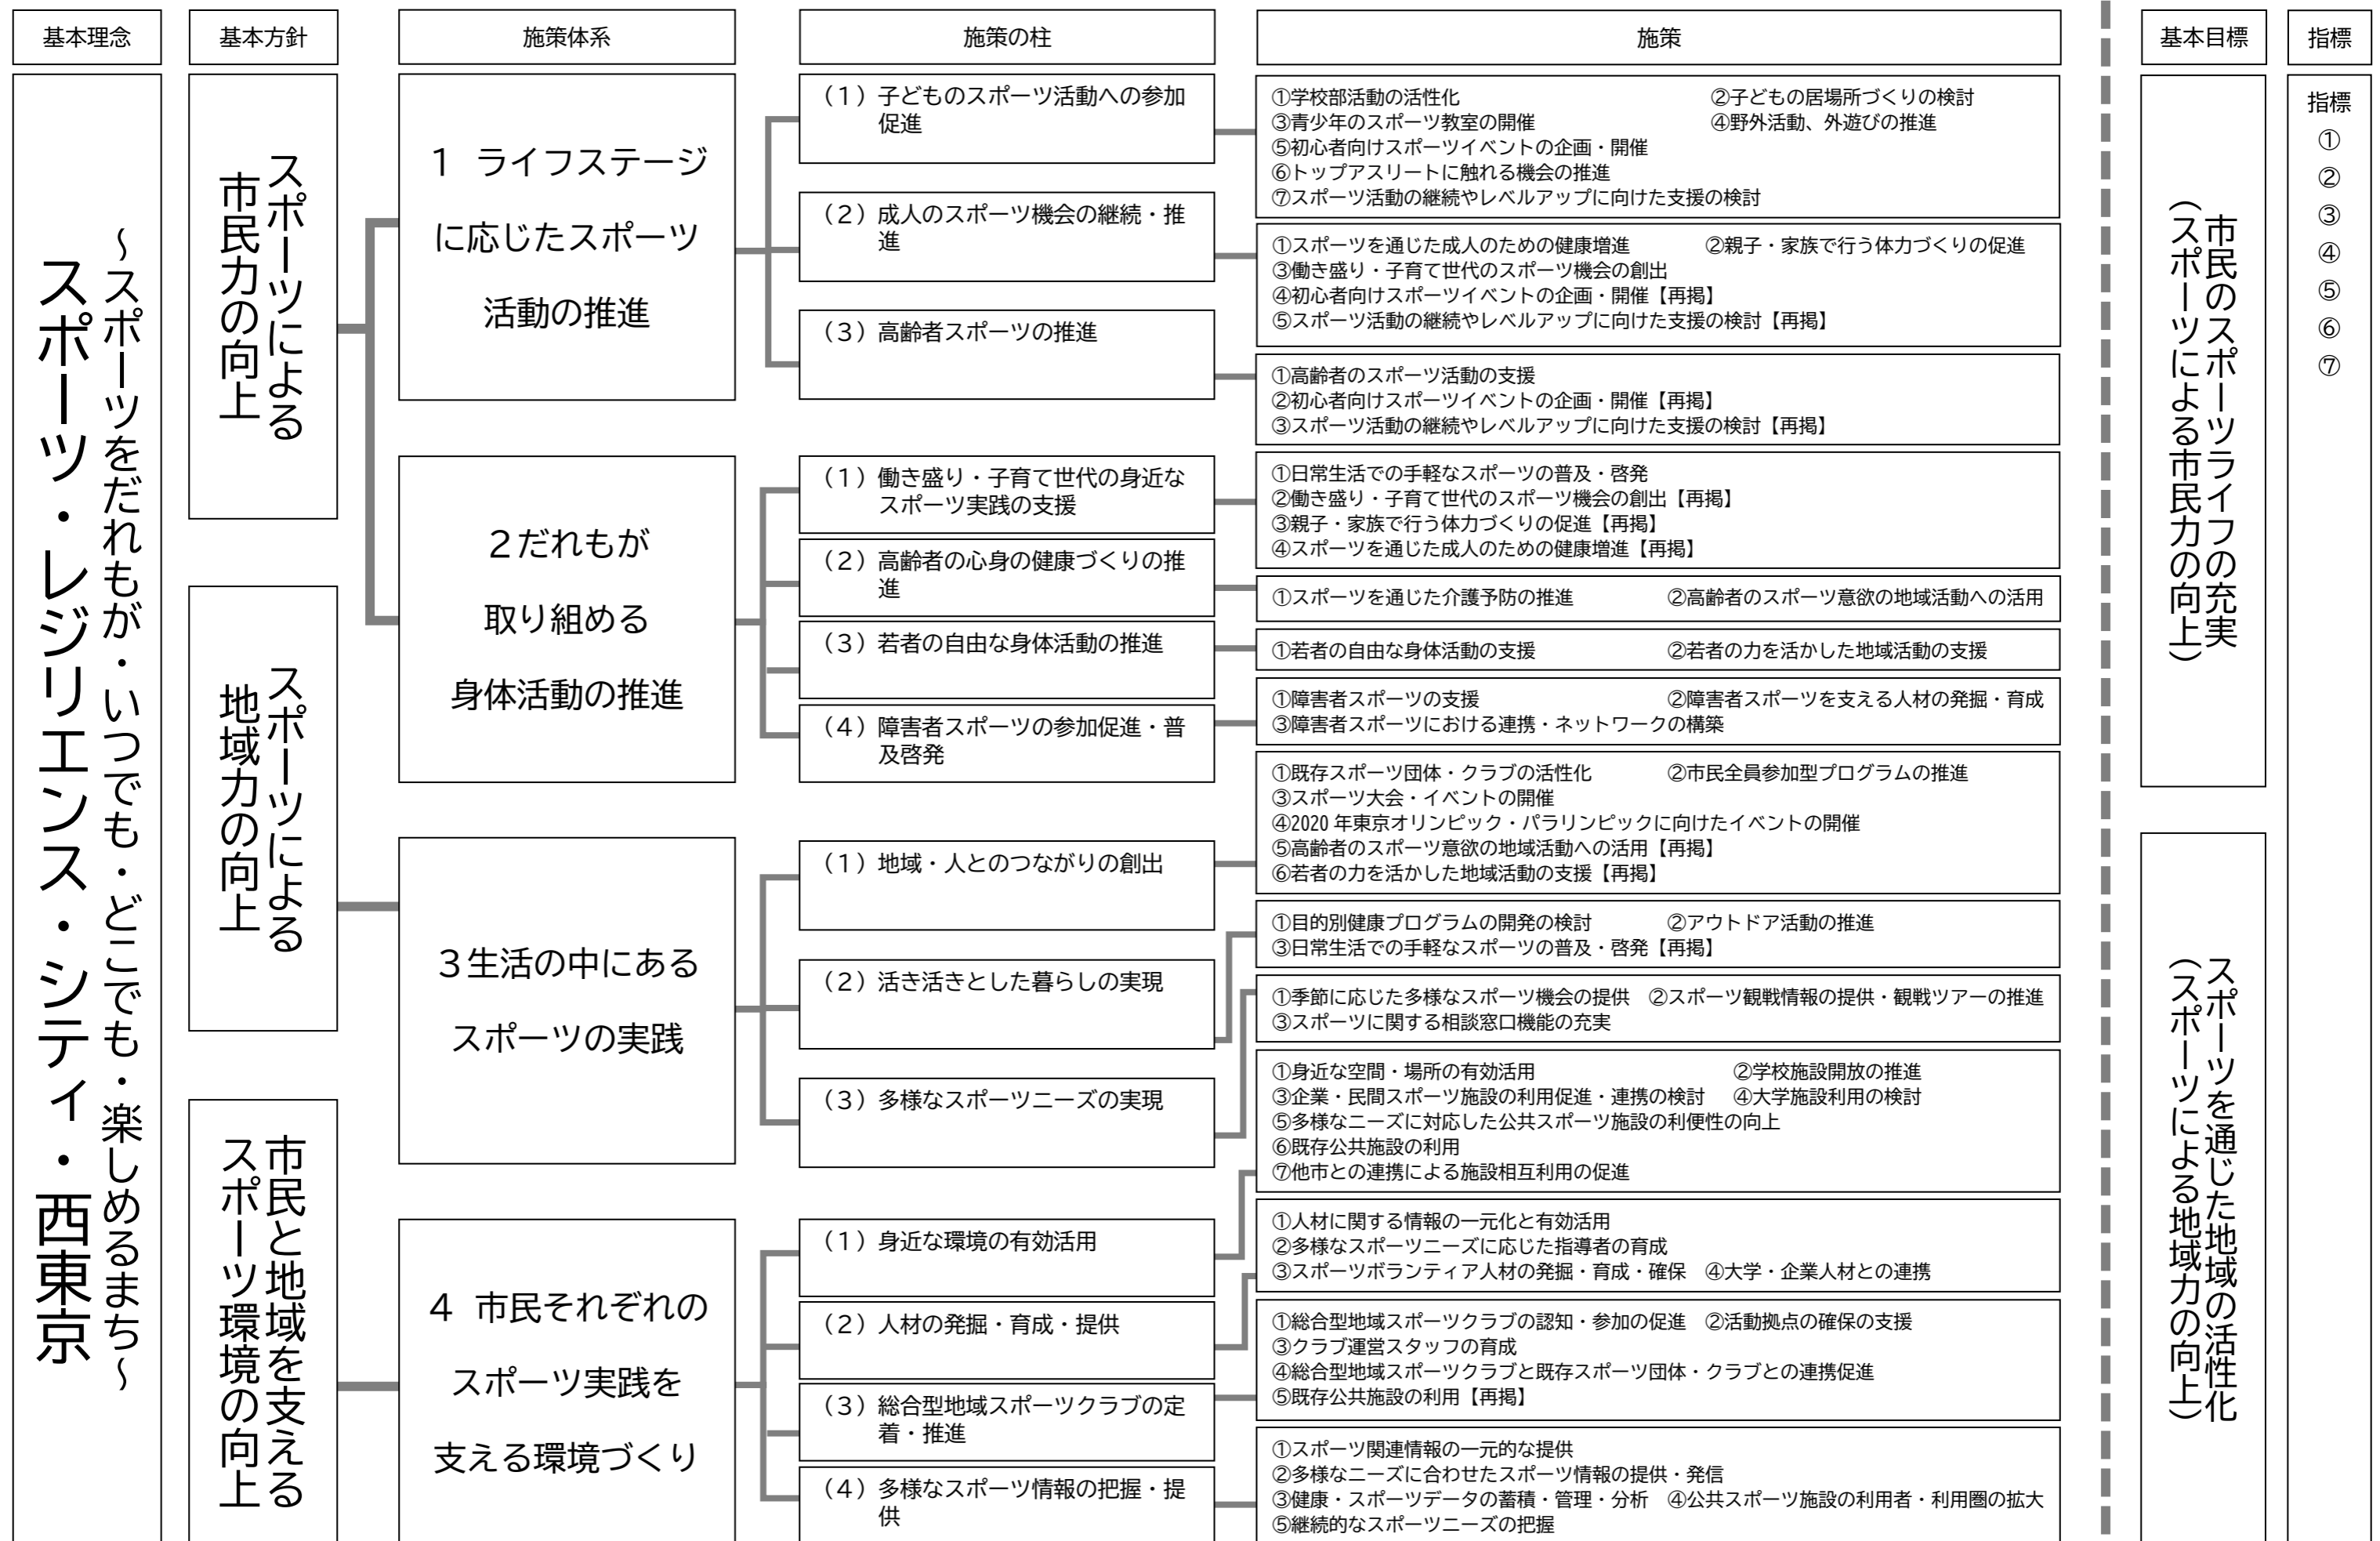 基本理念
基本方針
施策体系
施策の柱
施策
基本目標
指標
～スポーツをだれもが・いつでも・どこでも・楽しめるまち～
スポーツ・レジリエンス・シティ・西東京
スポーツによる
市民力の向上
スポーツによる
地域力の向上
市民と地域を支える
スポーツ環境の向上
１　ライフステージ
に応じたスポーツ
活動の推進
（１）子どものスポーツ活動への参加
促進
①学校部活動の活性化　②子どもの居場所づくりの検討
③青少年のスポーツ教室の開催　④野外活動、外遊びの推進
⑤初心者向けスポーツイベントの企画・開催
⑥トップアスリートに触れる機会の推進
⑦スポーツ活動の継続やレベルアップに向けた支援の検討
（２）成人のスポーツ機会の継続・推
進
①スポーツを通じた成人のための健康増進　②親子・家族で行う体力づくりの促進
③働き盛り・子育て世代のスポーツ機会の創出
④初心者向けスポーツイベントの企画・開催【再掲】
⑤スポーツ活動の継続やレベルアップに向けた支援の検討【再掲】
（３）高齢者スポーツの推進
①高齢者のスポーツ活動の支援
②初心者向けスポーツイベントの企画・開催【再掲】
③スポーツ活動の継続やレベルアップに向けた支援の検討【再掲】
２だれもが
取り組める
身体活動の推進
（１）働き盛り・子育て世代の身近な
スポーツ実践の支援
①日常生活での手軽なスポーツの普及・啓発
②働き盛り・子育て世代のスポーツ機会の創出【再掲】
③親子・家族で行う体力づくりの促進【再掲】
④スポーツを通じた成人のための健康増進【再掲】
（２）高齢者の心身の健康づくりの推
進
①スポーツを通じた介護予防の推進　②高齢者のスポーツ意欲の地域活動への活用
（３）若者の自由な身体活動の推進
①若者の自由な身体活動の支援　②若者の力を活かした地域活動の支援
（４）障害者スポーツの参加促進・普
及啓発
①障害者スポーツの支援　②障害者スポーツを支える人材の発掘・育成
③障害者スポーツにおける連携・ネットワークの構築
３生活の中にある
スポーツの実践
（１）地域・人とのつながりの創出
①既存スポーツ団体・クラブの活性化　②市民全員参加型プログラムの推進
③スポーツ大会・イベントの開催
④2020 年東京オリンピック・パラリンピックに向けたイベントの開催
⑤高齢者のスポーツ意欲の地域活動への活用【再掲】
⑥若者の力を活かした地域活動の支援【再掲】
（２）活き活きとした暮らしの実現
①目的別健康プログラムの開発の検討　②アウトドア活動の推進
③日常生活での手軽なスポーツの普及・啓発【再掲】
（３）多様なスポーツニーズの実現
①季節に応じた多様なスポーツ機会の提供　②スポーツ観戦情報の提供・観戦ツアーの推進
③スポーツに関する相談窓口機能の充実
４　市民それぞれの
スポーツ実践を
支える環境づくり
（１）身近な環境の有効活用
①身近な空間・場所の有効活用　②学校施設開放の推進
③企業・民間スポーツ施設の利用促進・連携の検討　④大学施設利用の検討
⑤多様なニーズに対応した公共スポーツ施設の利便性の向上
⑥既存公共施設の利用
⑦他市との連携による施設相互利用の促進
（２）人材の発掘・育成・提供
①人材に関する情報の一元化と有効活用
②多様なスポーツニーズに応じた指導者の育成
③スポーツボランティア人材の発掘・育成・確保　④大学・企業人材との連携
（３）総合型地域スポーツクラブの定
着・推進
①総合型地域スポーツクラブの認知・参加の促進　②活動拠点の確保の支援
③クラブ運営スタッフの育成
④総合型地域スポーツクラブと既存スポーツ団体・クラブとの連携促進
⑤既存公共施設の利用【再掲】
（４）多様なスポーツ情報の把握・提
供
①スポーツ関連情報の一元的な提供
②多様なニーズに合わせたスポーツ情報の提供・発信
③健康・スポーツデータの蓄積・管理・分析　④公共スポーツ施設の利用者・利用圏の拡大
⑤継続的なスポーツニーズの把握
市民のスポーツライフの充実
（スポーツによる市民力の向上）
スポーツを通じた地域の活性化
（スポーツによる地域力の向上）
指標
①
②
③
④
⑤
⑥
⑦